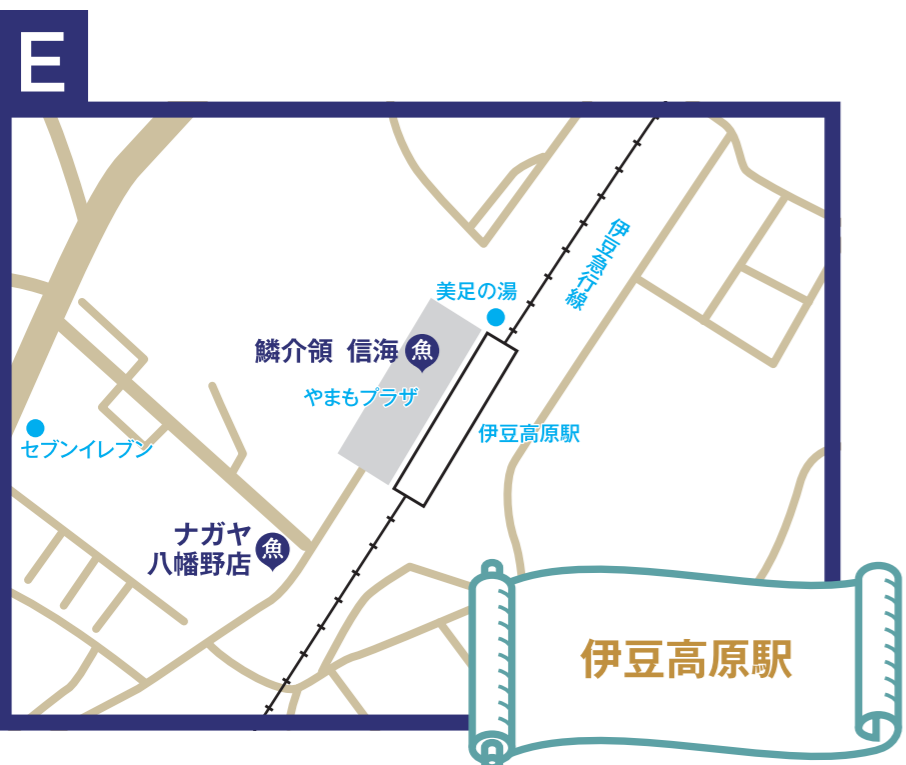 E
伊豆急行線
美足の湯
鱗介領 信海
魚
やまもプラザ
伊豆高原駅
セブンイレブン
ナガヤ
八幡野店
魚
伊豆高原駅